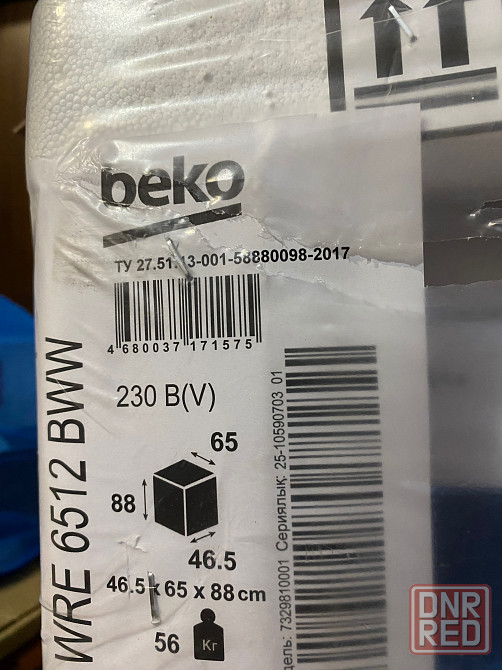 beko
ТУ 27.51.13-001-58880098-2017
4 680037 171575
230 В(V)
65
88
46.5
46.5 x 65 x 88 cm
56
Кг
WRE 6512 BWW
7329810001 Сериялық: 25-10590703 01
DNR
RED